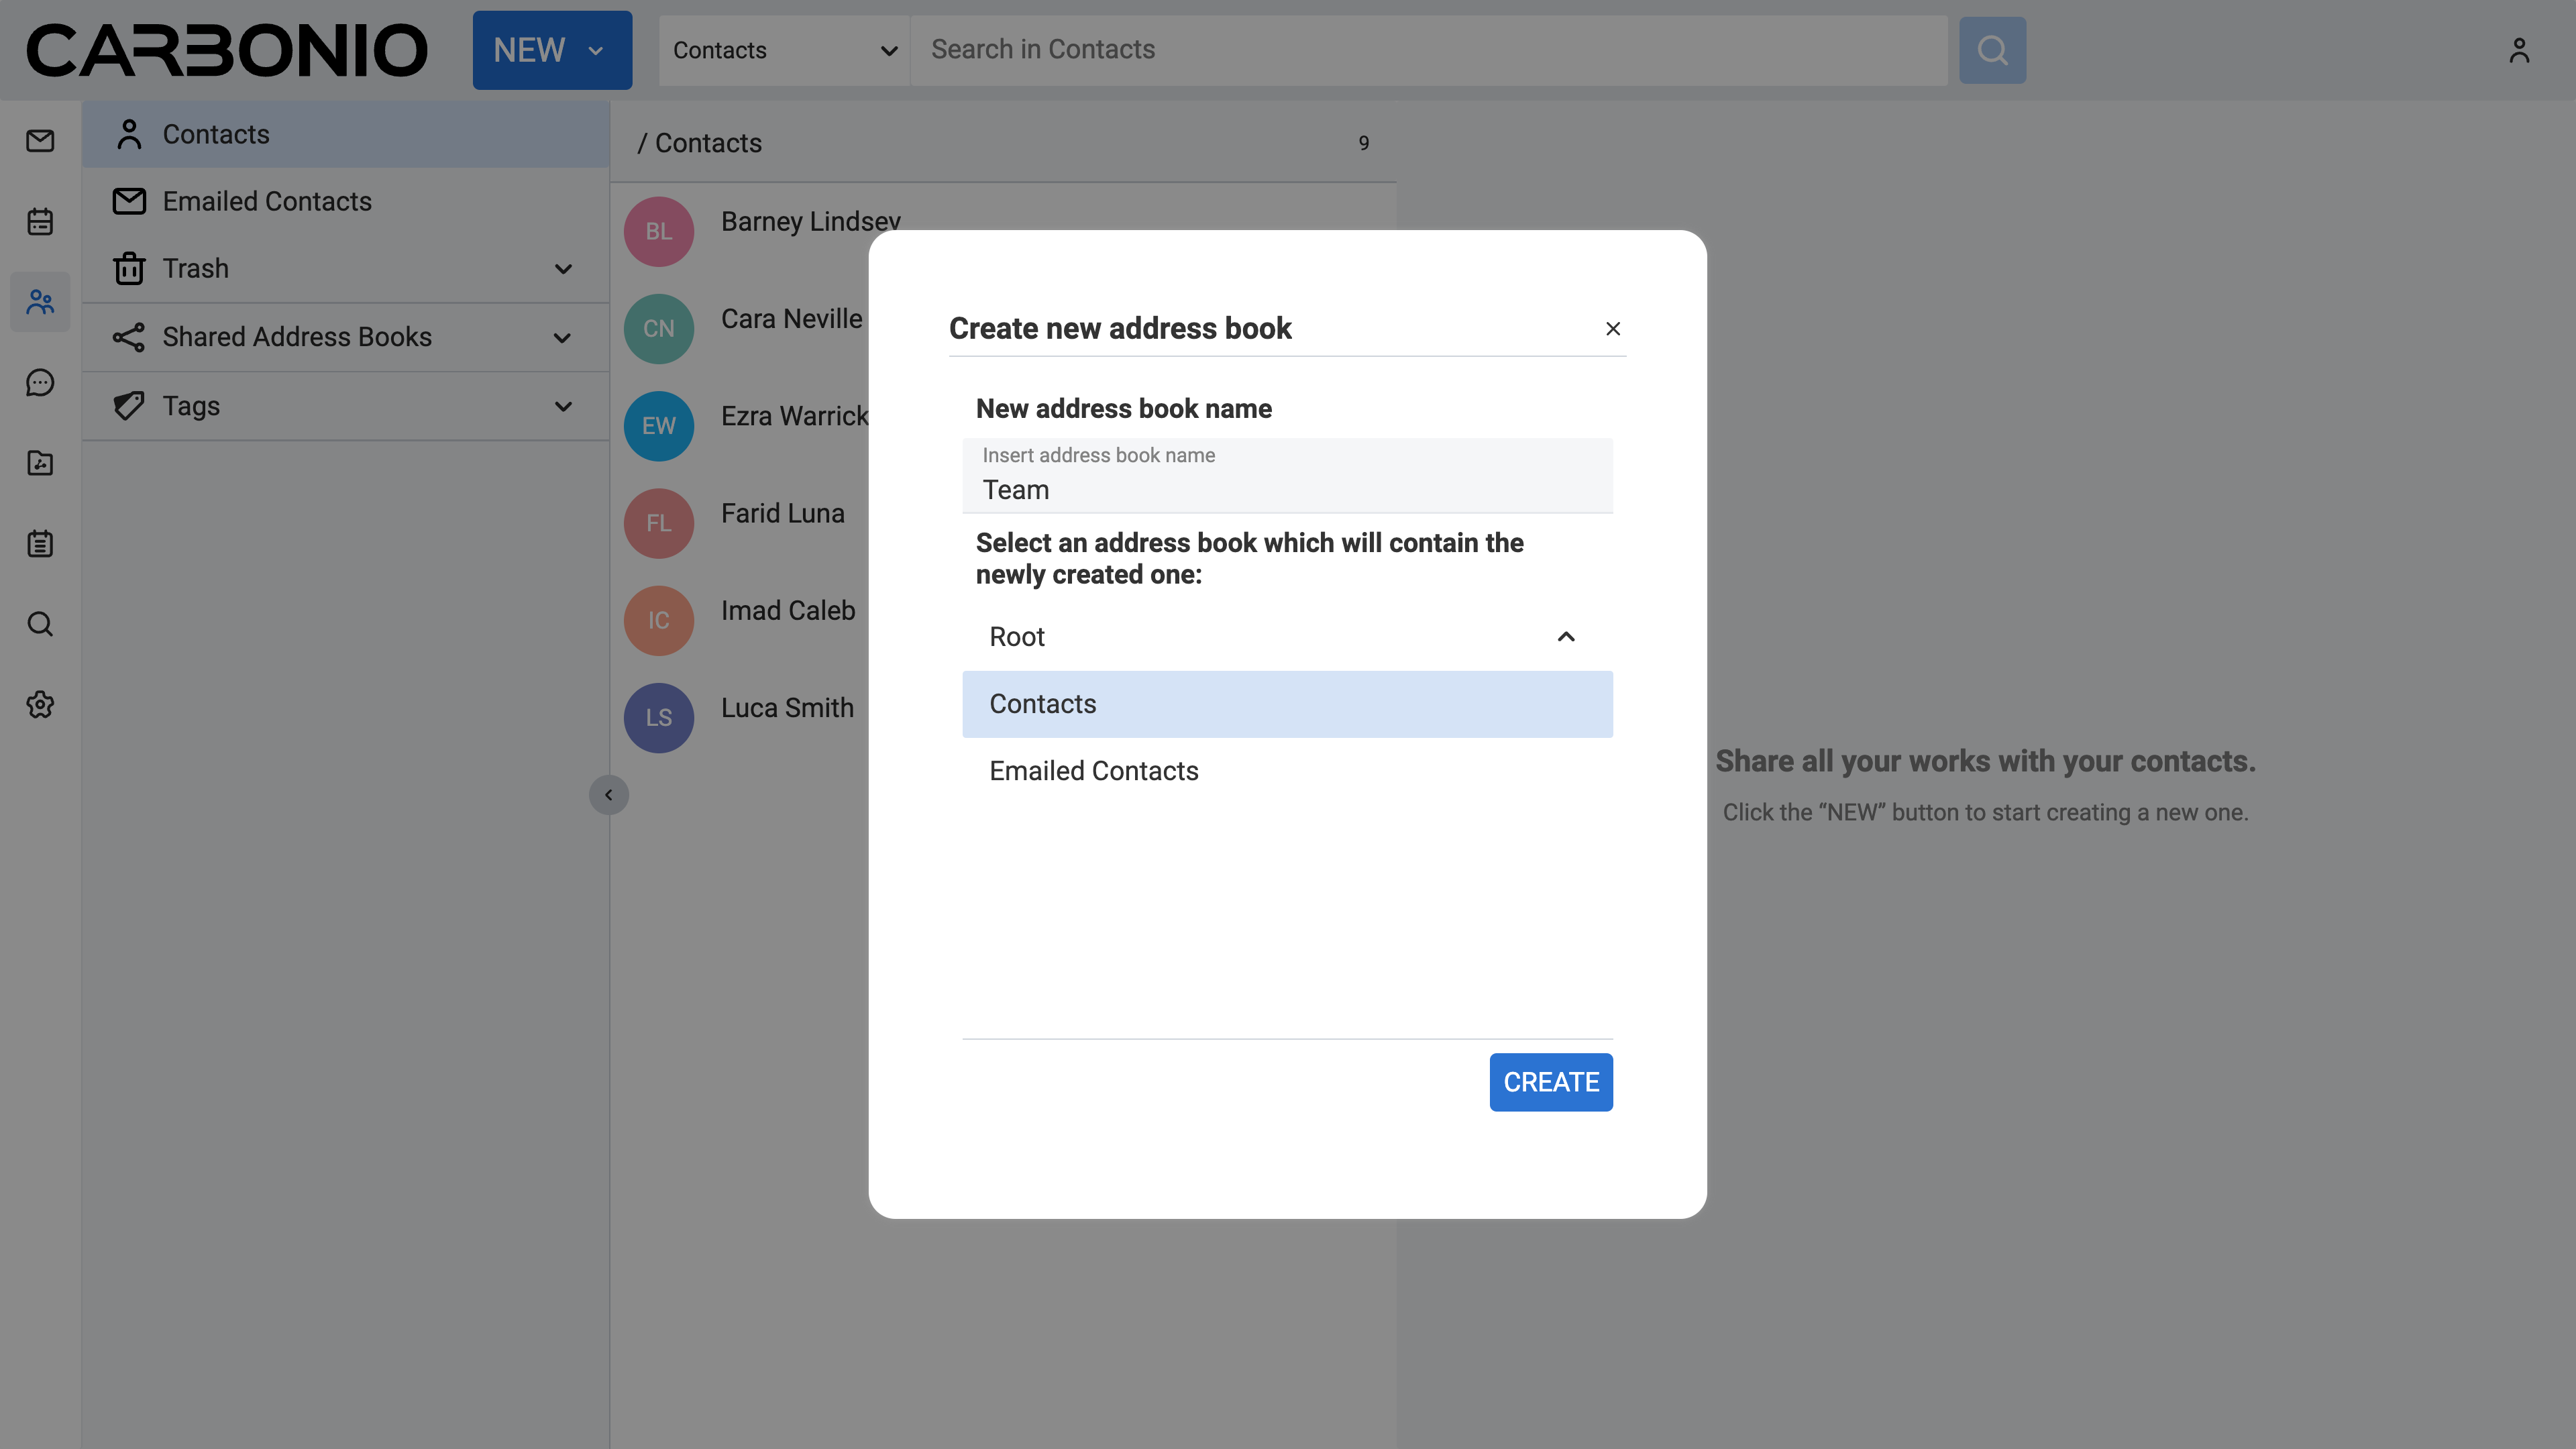 CARBONIO
NEW
Contacts
Search in Contacts
Contacts
Emailed Contacts
Trash
Shared Address Books
Tags
/ Contacts
9
BL
Barney Lindsey
CN
Cara Neville
EW
Ezra Warrick
FL
Farid Luna
IC
Imad Caleb
LS
Luca Smith
Create new address book
New address book name
Insert address book name
Team
Select an address book which will contain the
newly created one:
Root
Contacts
Emailed Contacts
CREATE
Share all your works with your contacts.
Click the “NEW” button to start creating a new one.